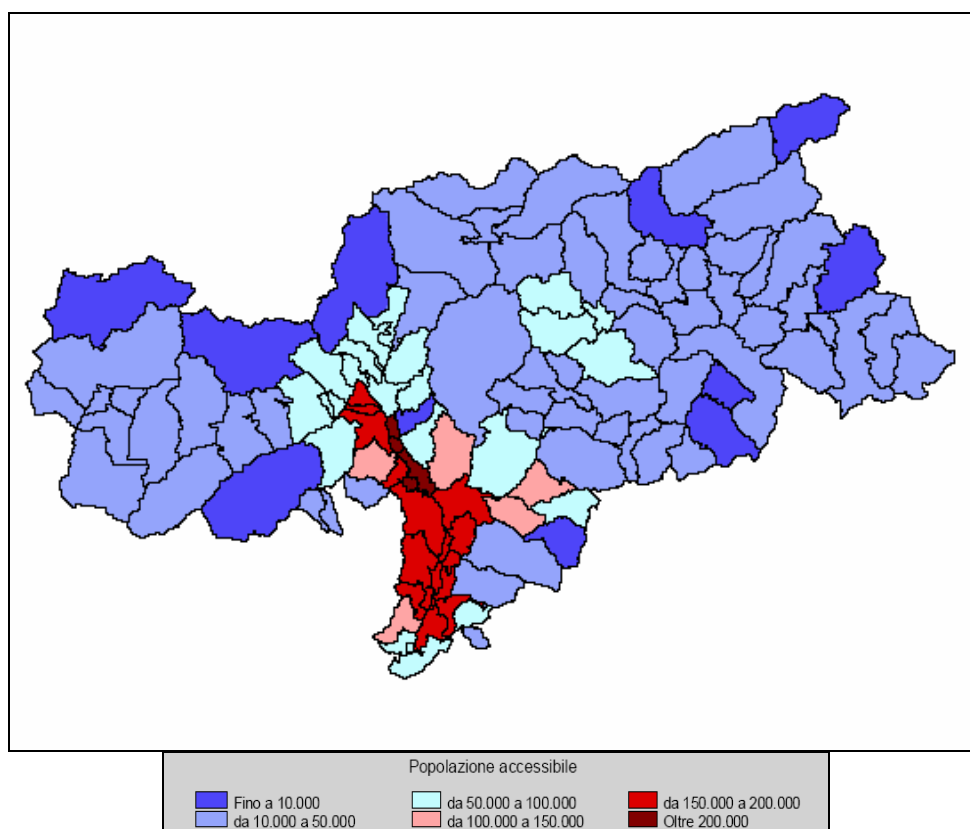 Popolazione accessibile
Fino a 10.000
da 50.000 a 100.000
da 150.000 a 200.000
da 10.000 a 50.000
da 100.000 a 150.000
Oltre 200.000